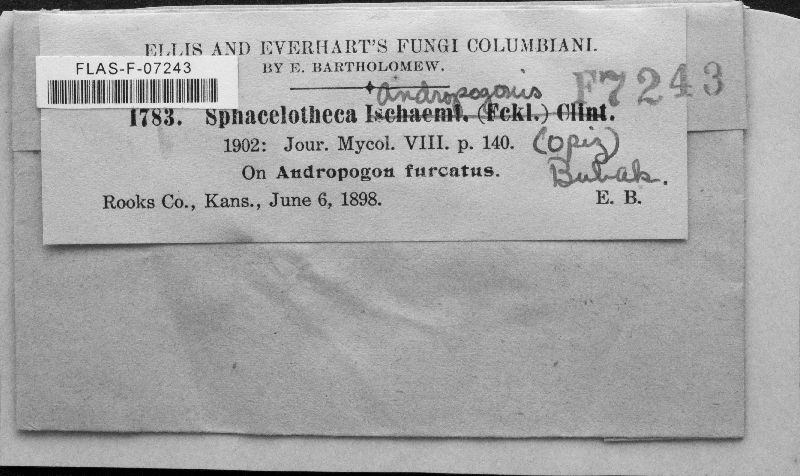 ELLIS AND EVERHART'S FUNGI COLUMBIANI.
FLAS-F-07243
BY E. BARTHOLOMEW.
andropogonis
F7243
1783. Sphacelotheca Ischaemi. (Fckl.) Clint.
1902: Jour. Mycol. VIII. p. 140.
(Opiz)
On Andropogon furcatus.
Bubak.
Rooks Co., Kans., June 6, 1898.
E. B.